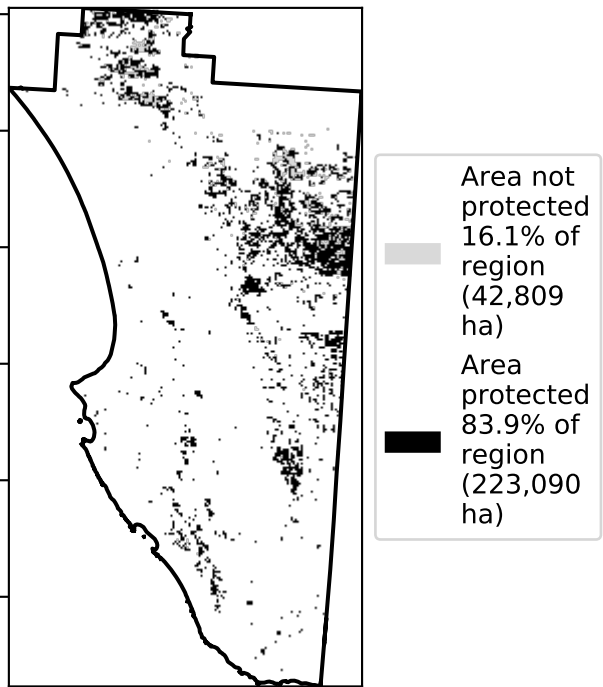 Area not
protected
16.1% of
region
(42,809
ha)
Area
protected
83.9% of
region
(223,090
ha)